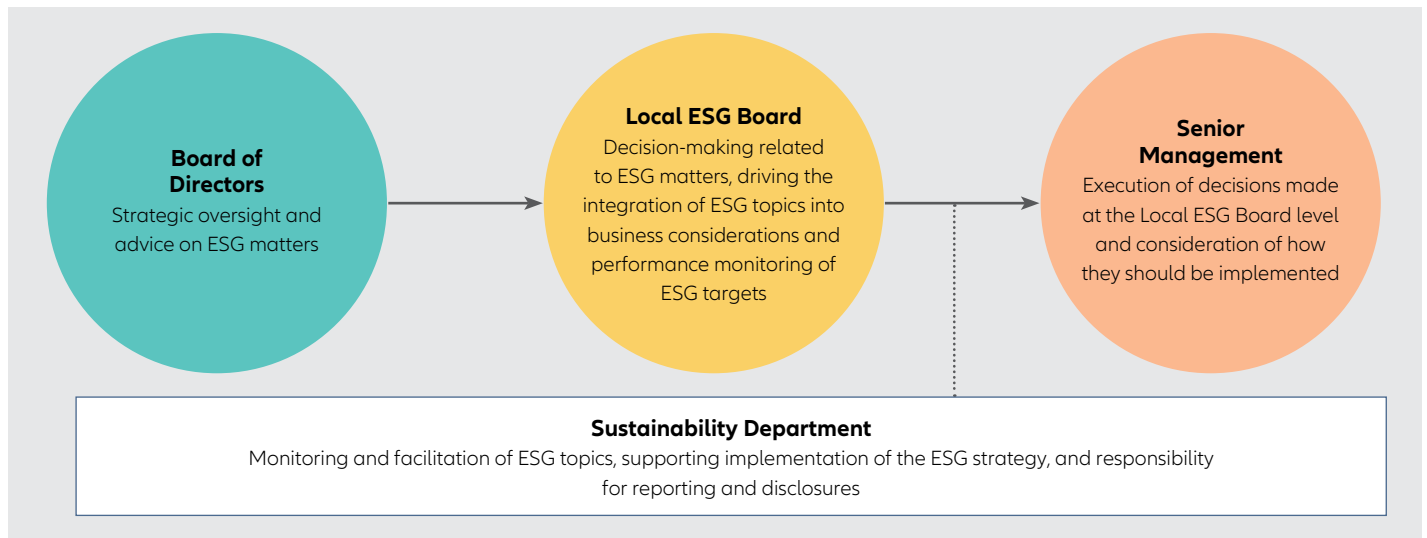 Board of
Directors
Strategic oversight and
advice on ESG matters
Local ESG Board
Decision-making related
to ESG matters, driving the
integration of ESG topics into
business considerations and
performance monitoring of
ESG targets
Senior
Management
Execution of decisions made
at the Local ESG Board level
and consideration of how
they should be implemented
Sustainability Department
Monitoring and facilitation of ESG topics, supporting implementation of the ESG strategy, and responsibility
for reporting and disclosures